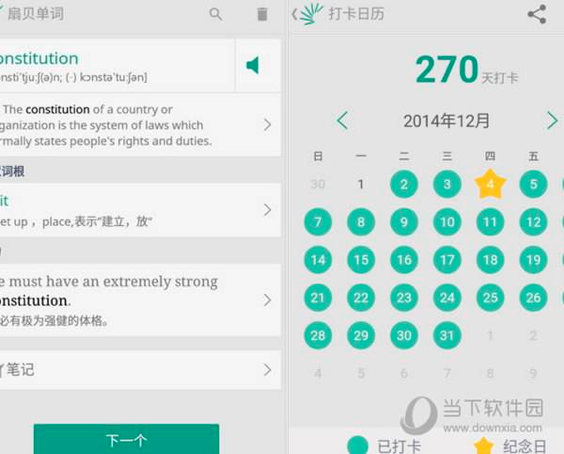 扇贝单词
onstitution
nsti'tju:ʃ(ə)n; (-) kɔnstə'tu:ʃən]
The constitution of a country or
ganization is the system of laws which
rmally states people's rights and duties.
词根
it
et up ，place,表示“建立，放”
e must have an extremely strong
onstitution.
必有极为强健的体格。
笔记
下一个
打卡日历
270天打卡
2014年12月
日 一 二 三 四 五
30 1 2 3 4 5
7 8 9 10 11 12
14 15 16 17 18 19
21 22 23 24 25 26
28 29 30 31 1 2
4 5 6 7 8 9
当下软件园
www.downxia.com
已打卡 纪念日